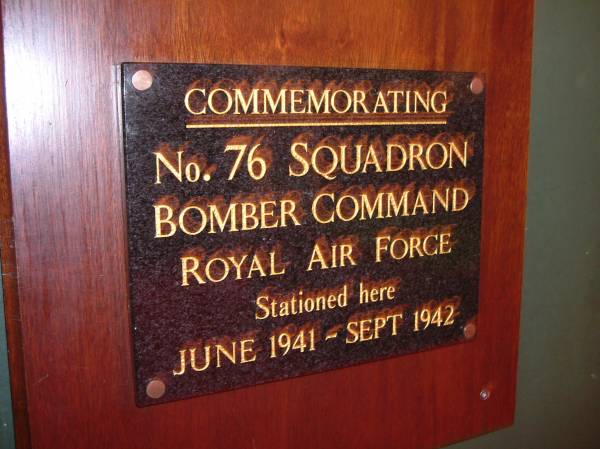 COMMEMORATING
No. 76 SQUADRON
BOMBER COMMAND
ROYAL AIR FORCE
Stationed here
JUNE 1941 - SEPT 1942